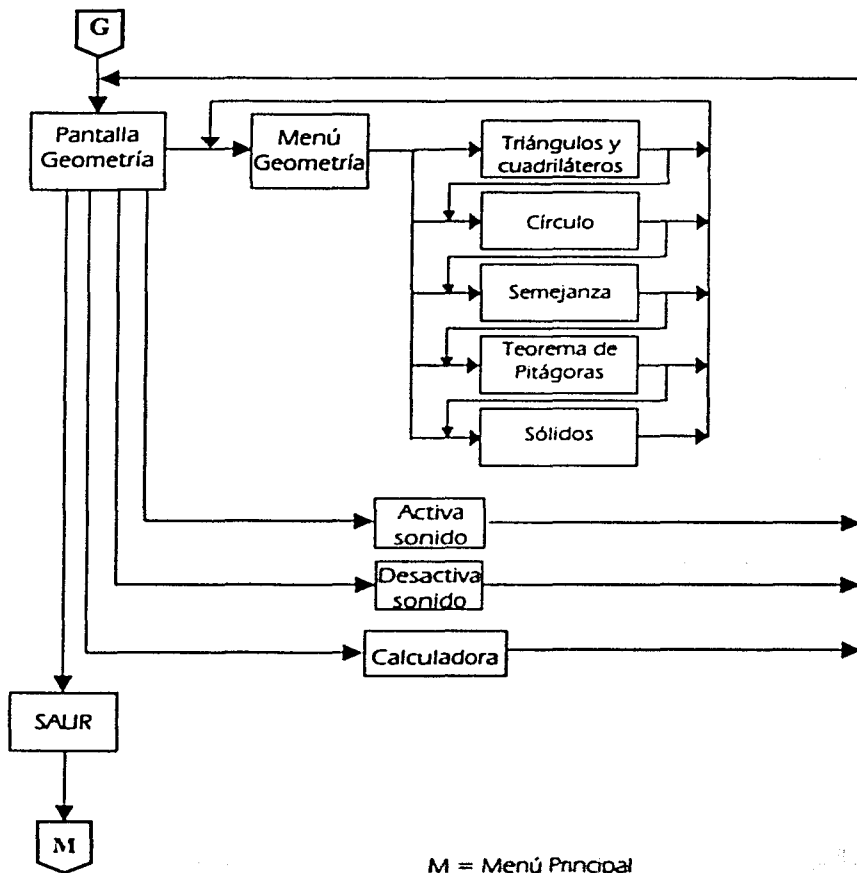 G
Pantalla
Geometría
Menú
Geometría
Triángulos y
cuadriláteros
Círculo
Semejanza
Teorema de
Pitágoras
Sólidos
Activa
sonido
Desactiva
sonido
Calculadora
SALIR
M
M = Menú Principal